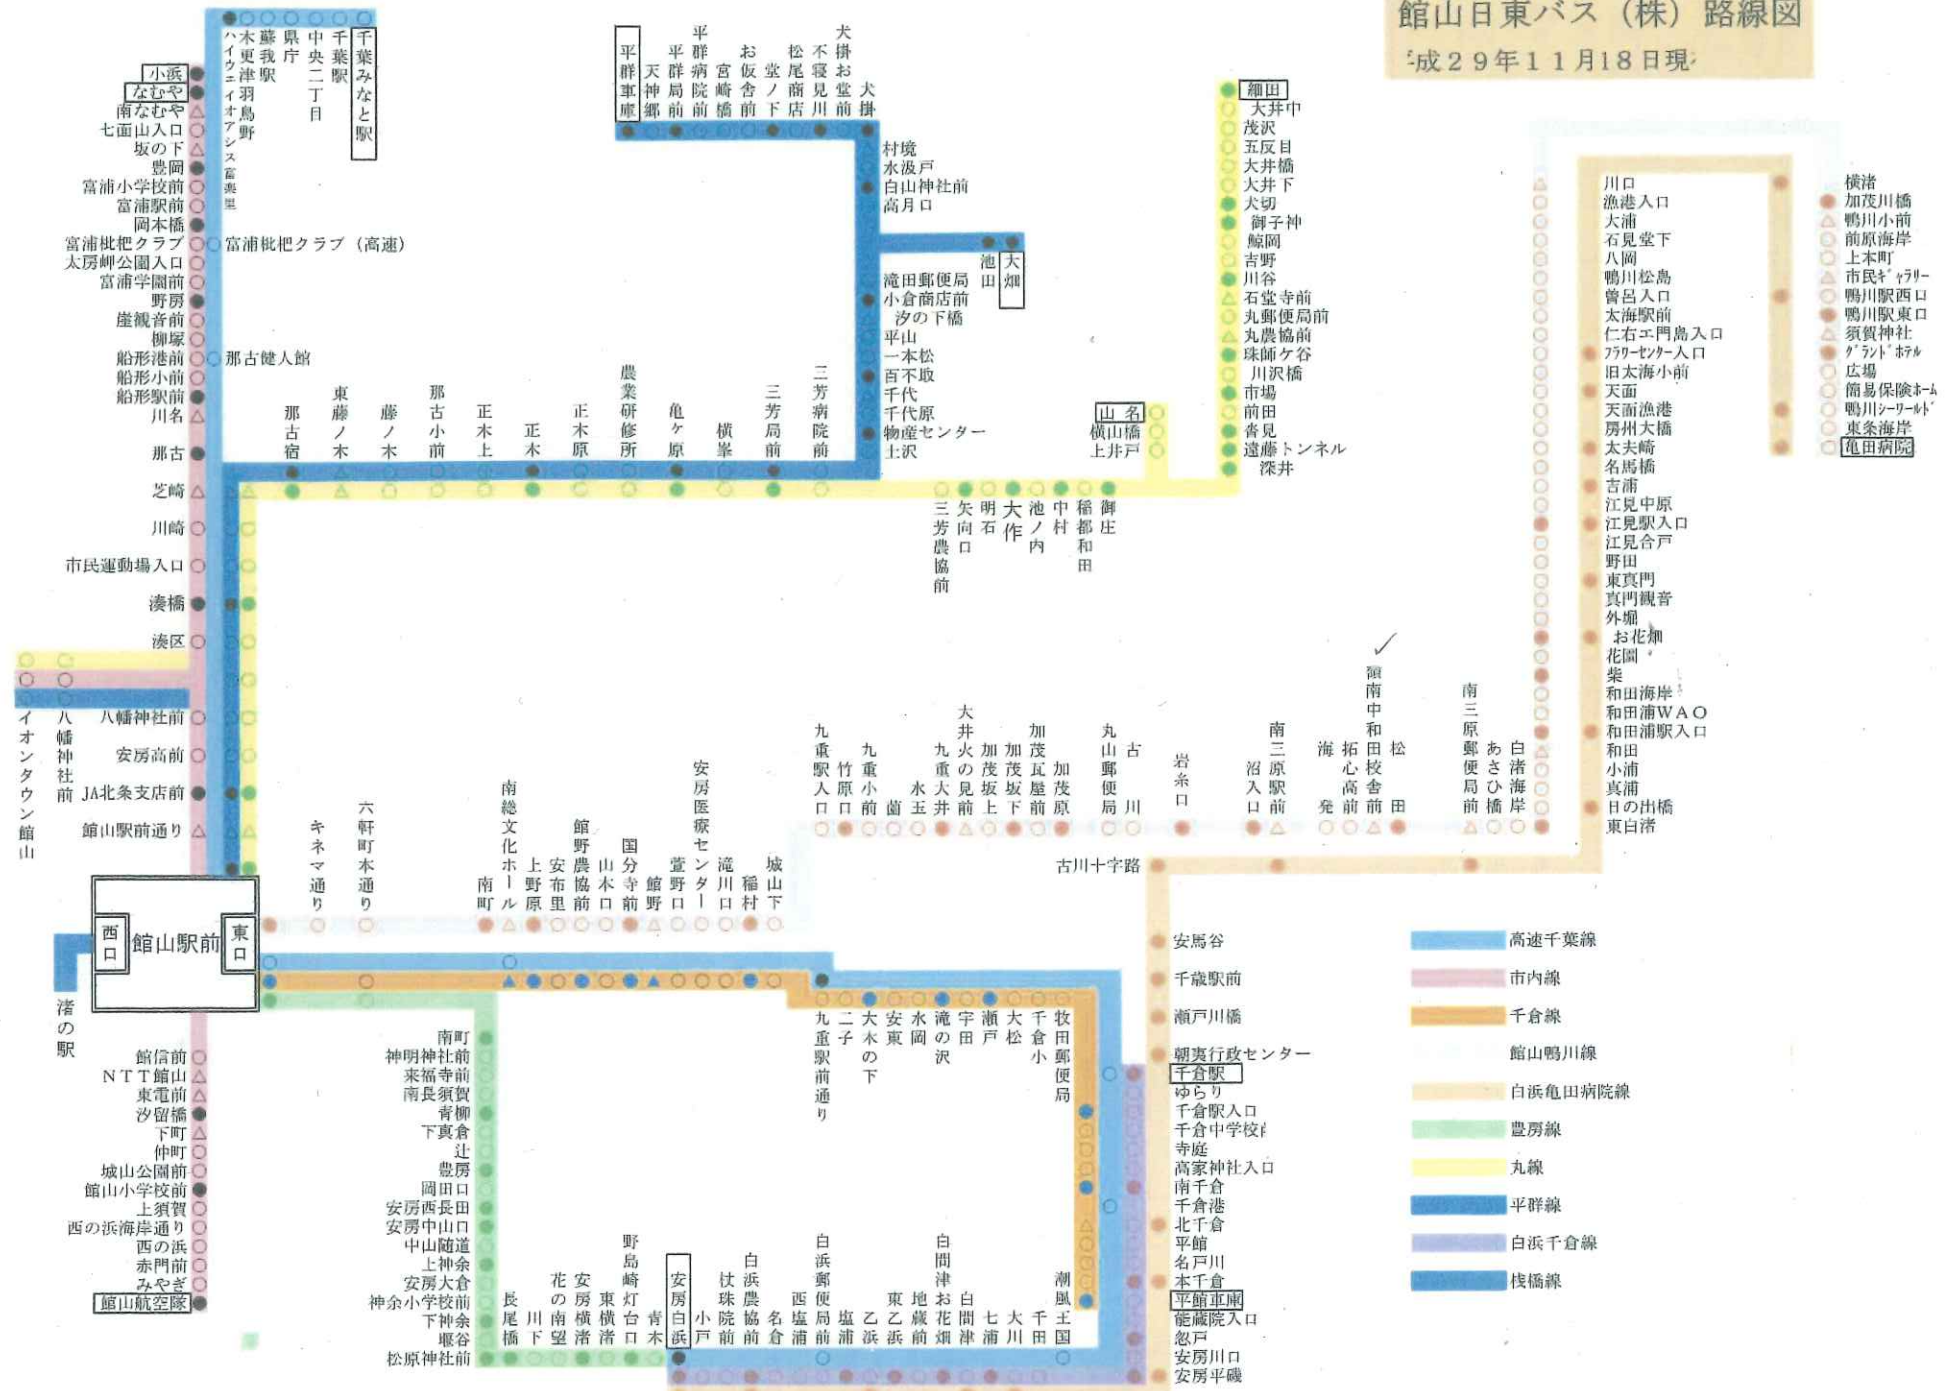 館山日東バス（株）路線図
成２９年１１月18日現
ハイウェイオアシス富楽里
木更津羽鳥野
蘇我駅
県庁
中央二丁目
千葉駅
千葉みなと駅
小浜
なむや
南なむや
七面山入口
坂の下
豊岡
富浦小学校前
富浦駅前
岡本橋
富浦枇杷クラブ
富浦枇杷クラブ（高速）
太房岬公園入口
富浦学園前
野房
崖観音前
柳塚
船形港前
那古健人館
船形小前
船形駅前
川名
那古
芝崎
川崎
市民運動場入口
湊橋
湊区
八幡神社前
安房高前
JA北条支店前
館山駅前通り
イオンタウン館山
八幡神社前
平群車庫
天神郷
平群局前
平群病院前
宮崎橋
お仮舎前
堂ノ下
松尾商店
不寝見川
犬掛お堂前
犬掛
村境
水汲戸
白山神社前
高月口
池田
大畑
滝田郵便局
小倉商店前
汐の下橋
平山
一本松
百不取
千代
千代原
物産センター
土沢
那古宿
東藤ノ木
藤ノ木
那古小前
正木上
正木
正木原
農業研修所
亀ケ原
横峯
三芳局前
三芳病院前
三芳農協前
矢向口
明石
大作
池ノ内
中村
稲都和田
御庄
山名
横山橋
上井戸
細田
大井中
茂沢
五反目
大井橋
大井下
犬切
御子神
鯨岡
吉野
川谷
石堂寺前
丸郵便局前
丸農協前
珠師ケ谷
川沢橋
市場
前田
沓見
遠藤トンネル
深井
川口
漁港入口
大浦
石見堂下
八岡
鴨川松島
曽呂入口
太海駅前
仁右エ門島入口
フラワーセンター入口
旧太海小前
天面
天面漁港
房州大橋
太夫崎
名馬橋
吉浦
江見中原
江見駅入口
江見合戸
野田
東真門
真門観音
外堀
お花畑
花園
柴
和田海岸
和田浦ＷＡＯ
和田浦駅入口
和田
小浦
真浦
日の出橋
東白渚
横渚
加茂川橋
鴨川小前
前原海岸
上本町
市民ギャラリー
鴨川駅西口
鴨川駅東口
須賀神社
グランドホテル
広場
簡易保険ホーム
鴨川シーワールド
東条海岸
亀田病院
キネマ通り
六軒町本通り
南町
南総文化ホール
上野原
安布里
館野農協前
山本口
国分寺前
館野
萱野口
安房医療センター
滝川口
稲村
城山下
九重駅入口
竹原口
九重小前
薗
水玉
九重大井
大井火の見前
加茂坂上
加茂坂下
加茂瓦屋前
加茂原
丸山郵便局
古川
岩糸口
沼入口
南三原駅前
海発
拓心高前
嶺南中和田校舎前
松田
南三原郵便局前
あさひ橋
白渚海岸
古川十字路
西口
館山駅前
東口
渚の駅
館信前
ＮＴＴ館山
東電前
汐留橋
下町
仲町
城山公園前
館山小学校前
上須賀
西の浜海岸通り
西の浜
赤門前
みやぎ
館山航空隊
南町
神明神社前
来福寺前
南長須賀
青柳
下真倉
辻
豊房
岡田口
安房西長田
安房中山口
中山随道
上神余
安房大倉
神余小学校前
下神余
堰谷
松原神社前
長尾橋
川下
花の南望
安房横渚
東横渚
野島崎灯台口
青木
安房白浜
小戸
杖珠院前
白浜農協前
名倉
西塩浦
白浜郵便局前
塩浦
乙浜
東乙浜
地蔵前
白間津お花畑
白間津
七浦
大川
千田
潮風王国
九重駅前通り
二子
大木の下
安東
水岡
滝の沢
宇田
瀬戸
大松
千倉小
牧田郵便局
安馬谷
千歳駅前
瀬戸川橋
朝夷行政センター
千倉駅
ゆらり
千倉駅入口
千倉中学校前
寺庭
高家神社入口
南千倉
千倉港
北千倉
平館
名戸川
本千倉
平館車庫
能蔵院入口
忽戸
安房川口
安房平磯
高速千葉線
市内線
千倉線
館山鴨川線
白浜亀田病院線
豊房線
丸線
平群線
白浜千倉線
桟橋線